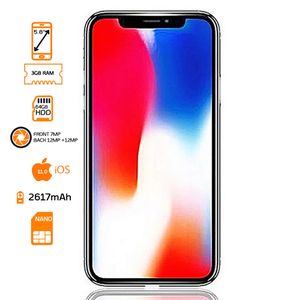 5.8"
3GB RAM
64GB
HDD
FRONT 7MP
BACK 12MP +12MP
11.0 iOS
2617mAh
NANO